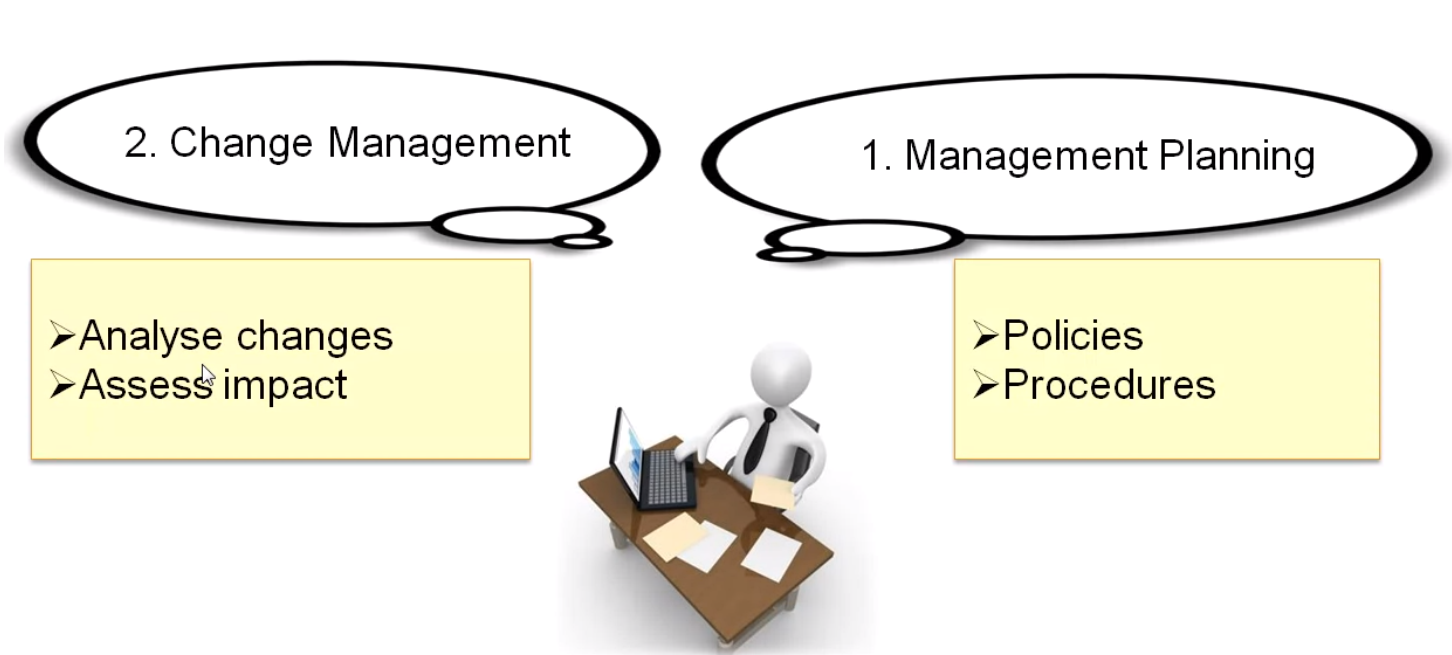 2. Change Management
➢Analyse changes
➢Assess impact
1. Management Planning
➢Policies
➢Procedures